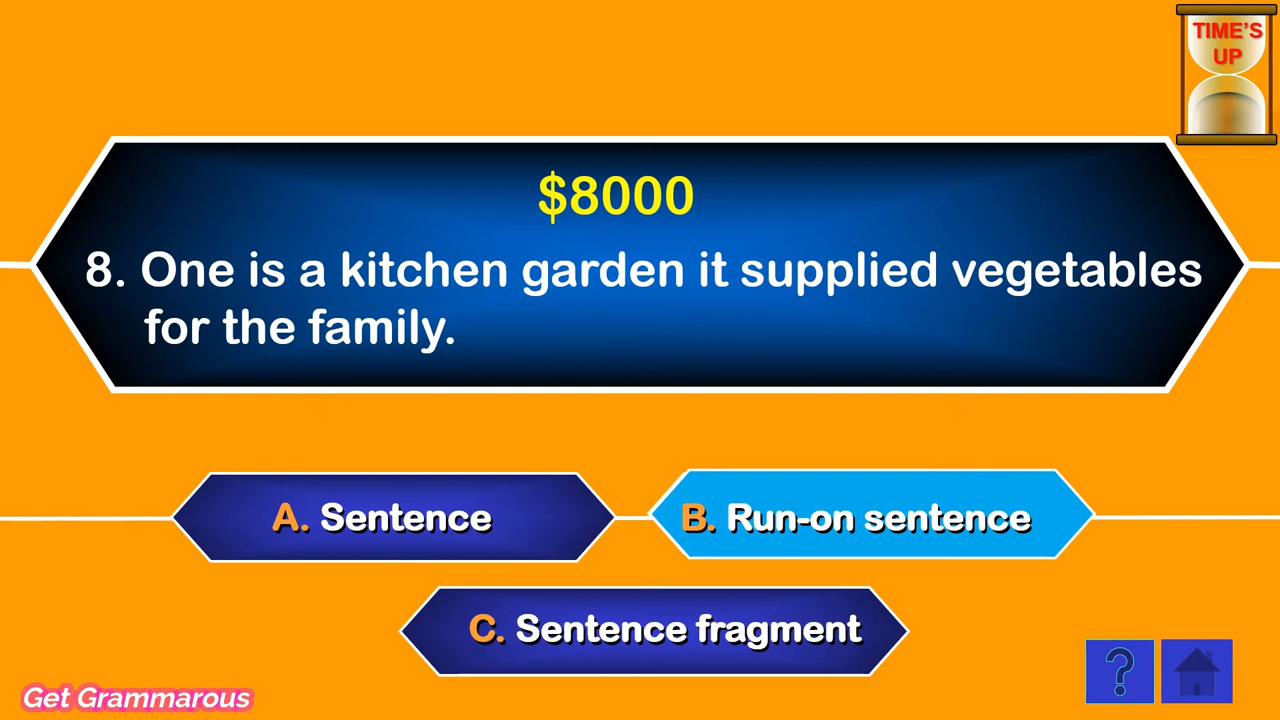 TIME'S
UP
$8000
8. One is a kitchen garden it supplied vegetables
for the family.
A. Sentence
B. Run-on sentence
C. Sentence fragment
?
Get Grammarous